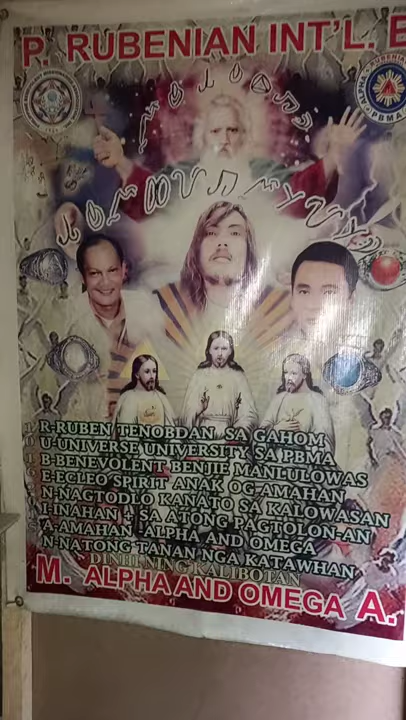 P. RUBENIAN INT'L.
R-RUBEN TENOBDAN SA GAHOM
U-UNIVERSE UNIVERSITY SA PBMA
B-BENEVOLENT BENJIE MANLULOWAS
E-EGLEO SPIRIT ANAK OG AMAHAN
N-NAGTODLO KANATO SA KALOWASAN
I-INAHAN SA ATONG PAGTOLON-AN
A-AMAHAN ALPHA AND OMEGA
N-NATONG TANAN NGA KATAWHAN
DINHI NING KALIBOTAN
M. ALPHA AND OMEGA A.